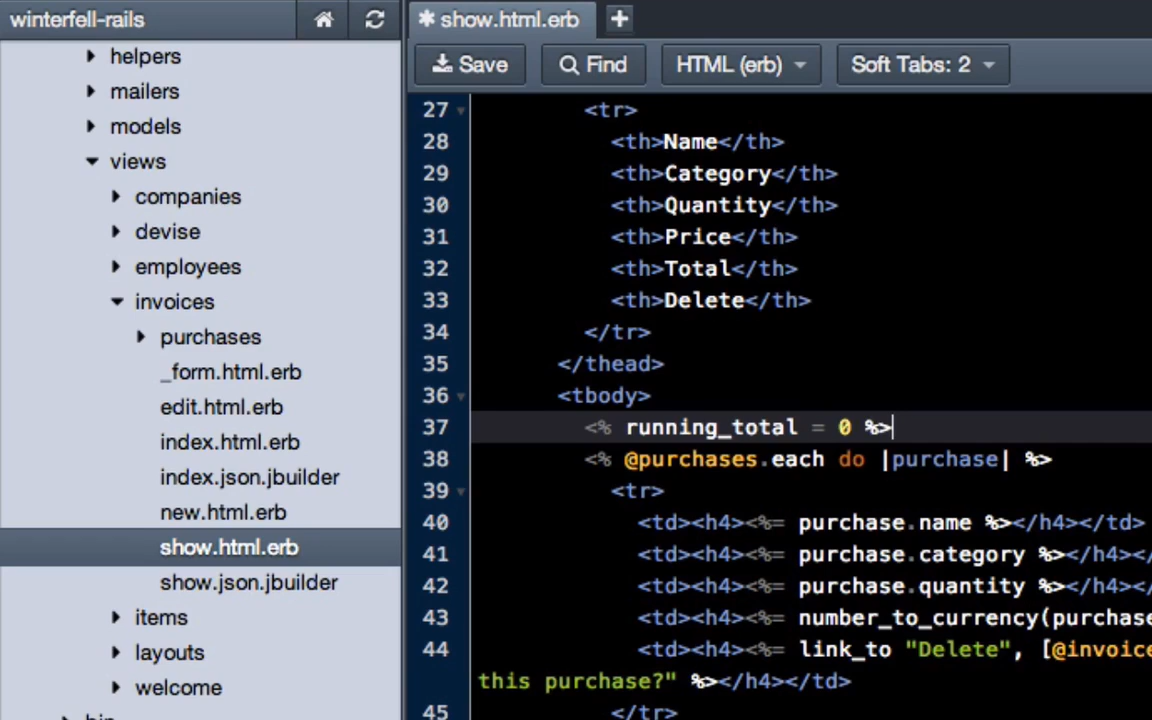 winterfell-rails
helpers
mailers
models
views
companies
devise
employees
invoices
purchases
_form.html.erb
edit.html.erb
index.html.erb
index.json.jbuilder
new.html.erb
show.html.erb
show.json.jbuilder
items
layouts
welcome
✱ show.html.erb +
Save Find HTML (erb) Soft Tabs: 2
27 <tr>
28 <th>Name</th>
29 <th>Category</th>
30 <th>Quantity</th>
31 <th>Price</th>
32 <th>Total</th>
33 <th>Delete</th>
34 </tr>
35 </thead>
36 <tbody>
37 <% running_total = 0 %>
38 <% @purchases.each do |purchase| %>
39 <tr>
40 <td><h4><%= purchase.name %></h4></td>
41 <td><h4><%= purchase.category %></h4></
42 <td><h4><%= purchase.quantity %></h4></
43 <td><h4><%= number_to_currency(purchase
44 <td><h4><%= link_to "Delete", [@invoice
this purchase?" %></h4></td>
45 </tr>